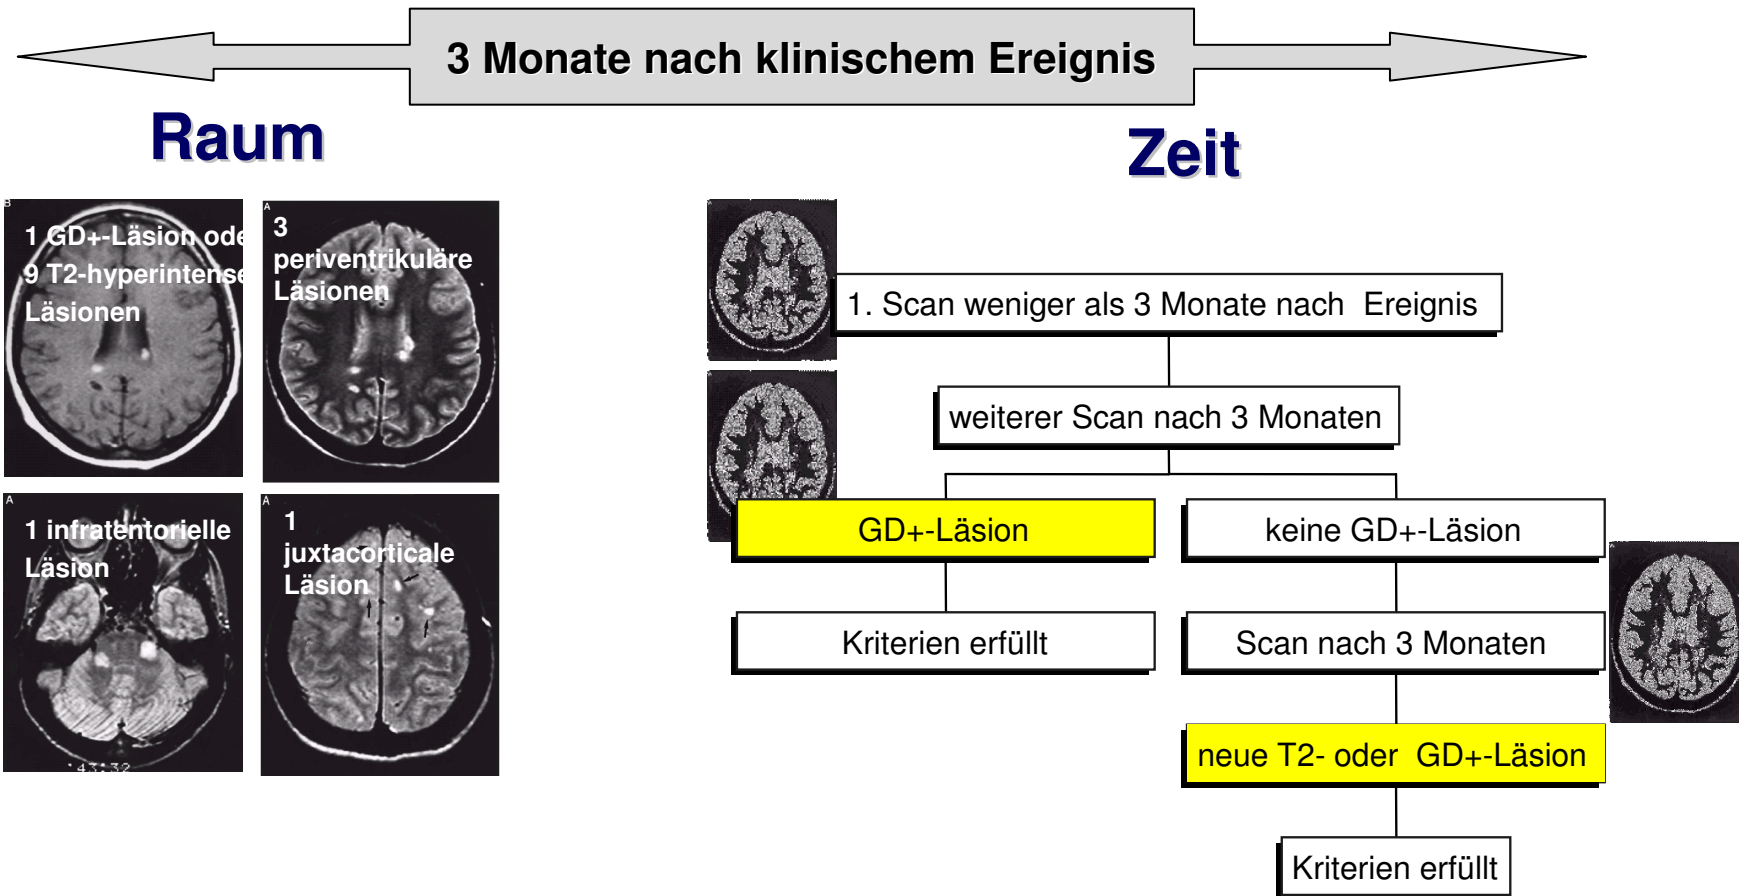 3 Monate nach klinischem Ereignis
Raum
Zeit
B
1 GD+-Läsion ode
9 T2-hyperintense
Läsionen
A
3
periventrikuläre
Läsionen
A
1 infratentorielle
Läsion
43:32
A
1
juxtacorticale
Läsion
1. Scan weniger als 3 Monate nach Ereignis
weiterer Scan nach 3 Monaten
GD+-Läsion
keine GD+-Läsion
Kriterien erfüllt
Scan nach 3 Monaten
neue T2- oder GD+-Läsion
Kriterien erfüllt